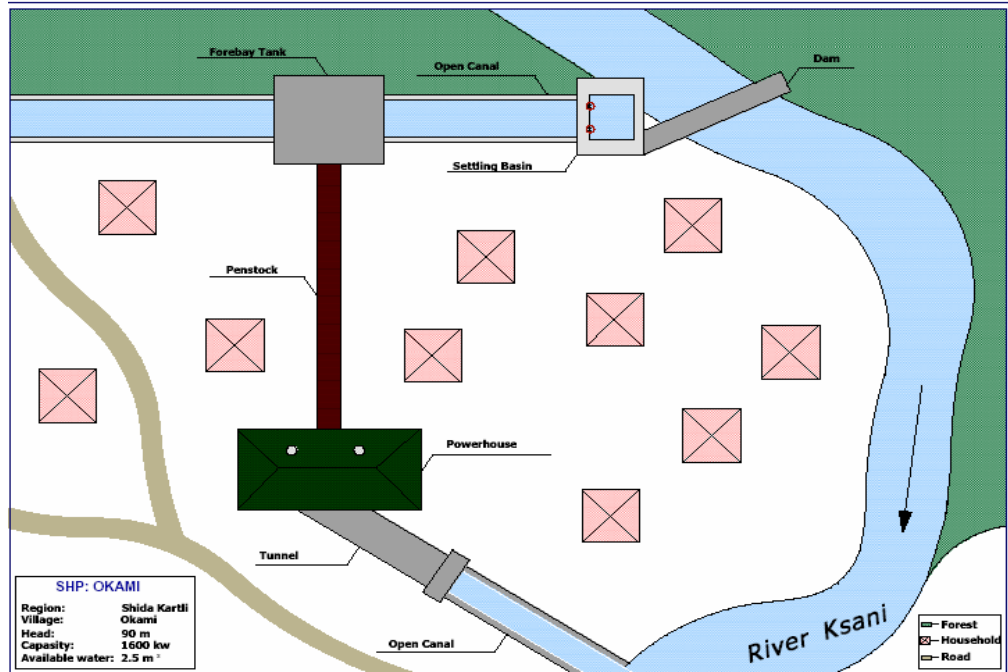 Forebay Tank
Open Canal
Dam
Settling Basin
Penstock
Powerhouse
Tunnel
Open Canal
River Ksani
SHP: OKAMI
Region: Shida Kartli
Village: Okami
Head: 90 m
Capacity: 1600 kw
Available water: 2.5 m
Forest
Household
Road